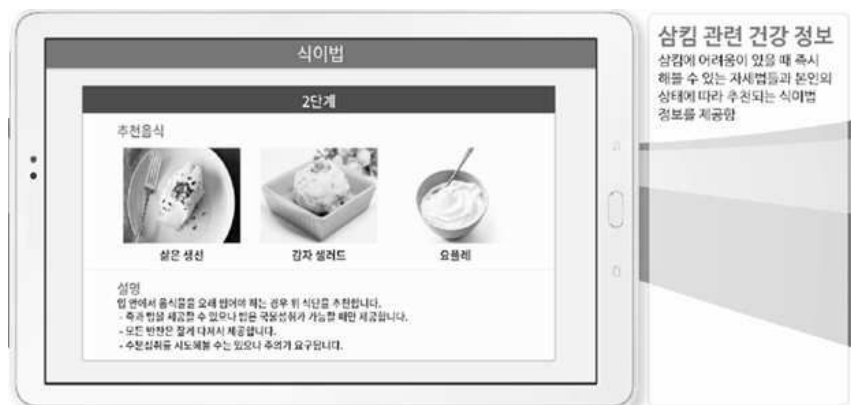 식이법
2단계
추천음식
삶은 생선
감자 샐러드
요플레
설명
입 안에서 음식물을 오래 씹어야 하는 경우 위 식단을 추천합니다.
- 죽과 밥을 제공할 수 있으나 밥은 국물섭취가 가능할 때만 제공합니다.
- 모든 반찬은 잘게 다져서 제공합니다.
- 수분섭취를 시도해볼 수는 있으나 주의가 요구됩니다.
삼킴 관련 건강 정보
삼킴에 어려움이 있을 때 즉시
해볼 수 있는 자세법들과 본인의
상태에 따라 추천되는 식이법
정보를 제공함